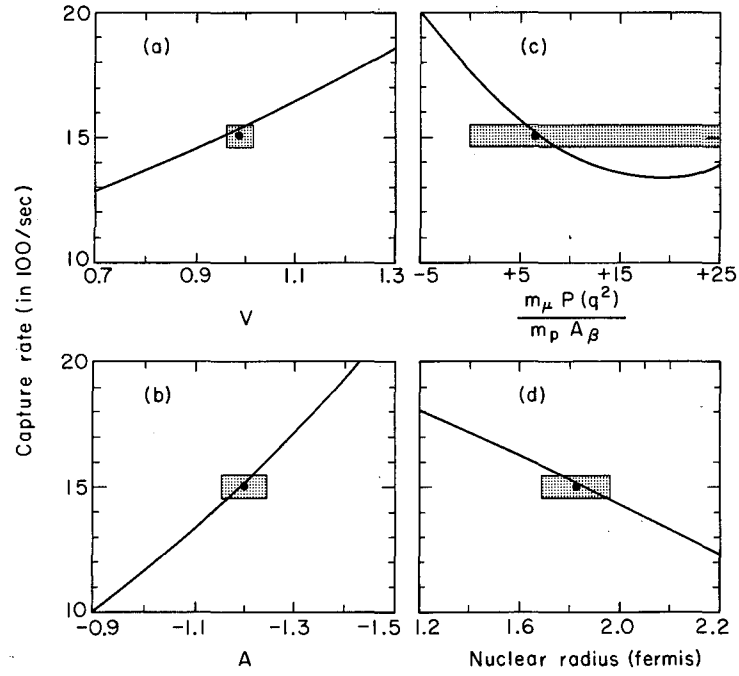 Capture rate (in 100/sec)
20
15
10
(a)
0.7 0.9 1.1 1.3
V
(c)
-5 +5 +15 +25
m_μ P (q²)
m_p A_β
20
15
10
(b)
-0.9 -1.1 -1.3 -1.5
A
(d)
1.2 1.6 2.0 2.2
Nuclear radius (fermis)